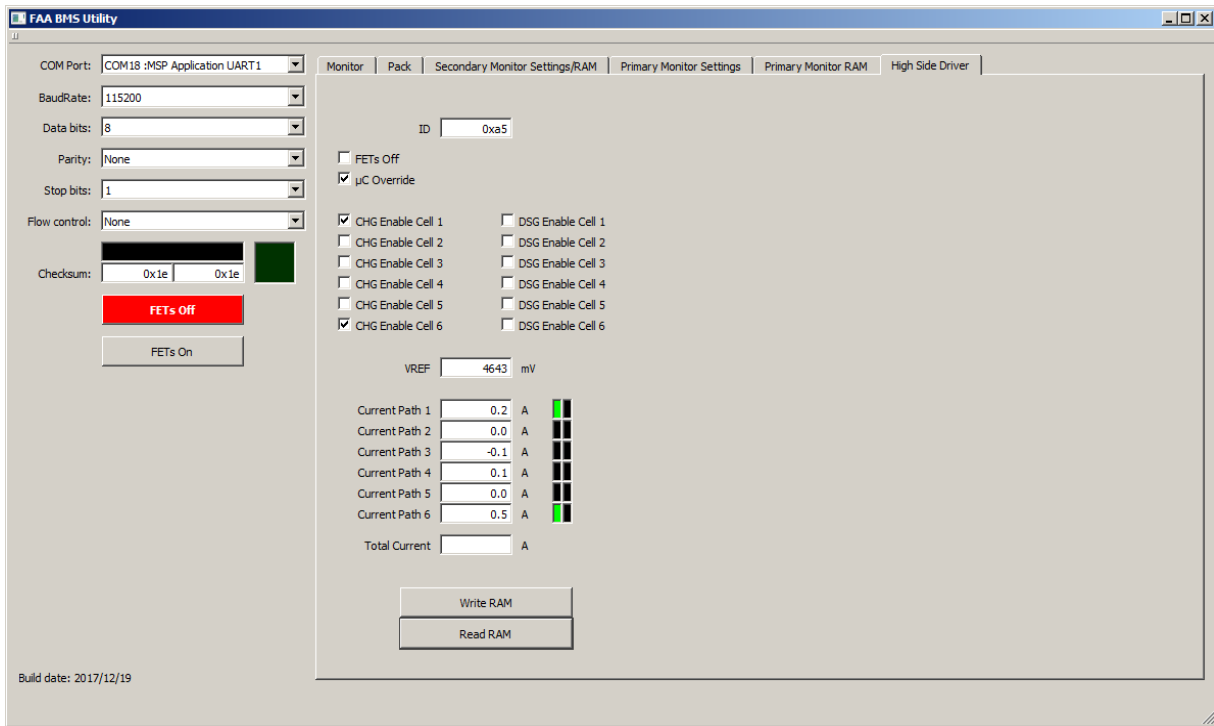 FAA BMS Utility
COM Port: COM18 :MSP Application UART1
BaudRate: 115200
Data bits: 8
Parity: None
Stop bits: 1
Flow control: None
Checksum: 0x1e 0x1e
FETs Off
FETs On
Build date: 2017/12/19
Monitor Pack Secondary Monitor Settings/RAM Primary Monitor Settings Primary Monitor RAM High Side Driver
ID 0xa5
FETs Off
µC Override
CHG Enable Cell 1 DSG Enable Cell 1
CHG Enable Cell 2 DSG Enable Cell 2
CHG Enable Cell 3 DSG Enable Cell 3
CHG Enable Cell 4 DSG Enable Cell 4
CHG Enable Cell 5 DSG Enable Cell 5
CHG Enable Cell 6 DSG Enable Cell 6
VREF 4643 mV
Current Path 1 0.2 A
Current Path 2 0.0 A
Current Path 3 -0.1 A
Current Path 4 0.1 A
Current Path 5 0.0 A
Current Path 6 0.5 A
Total Current A
Write RAM
Read RAM